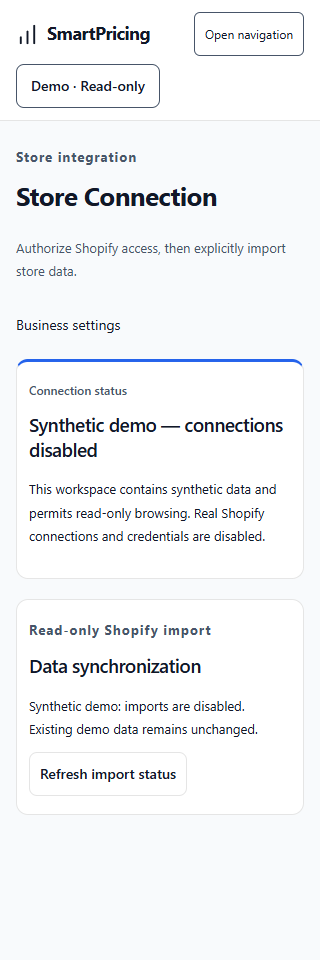 SmartPricing
Open navigation
Demo · Read-only
Store integration
Store Connection
Authorize Shopify access, then explicitly import
store data.
Business settings
Connection status
Synthetic demo — connections
disabled
This workspace contains synthetic data and
permits read-only browsing. Real Shopify
connections and credentials are disabled.
Read-only Shopify import
Data synchronization
Synthetic demo: imports are disabled.
Existing demo data remains unchanged.
Refresh import status